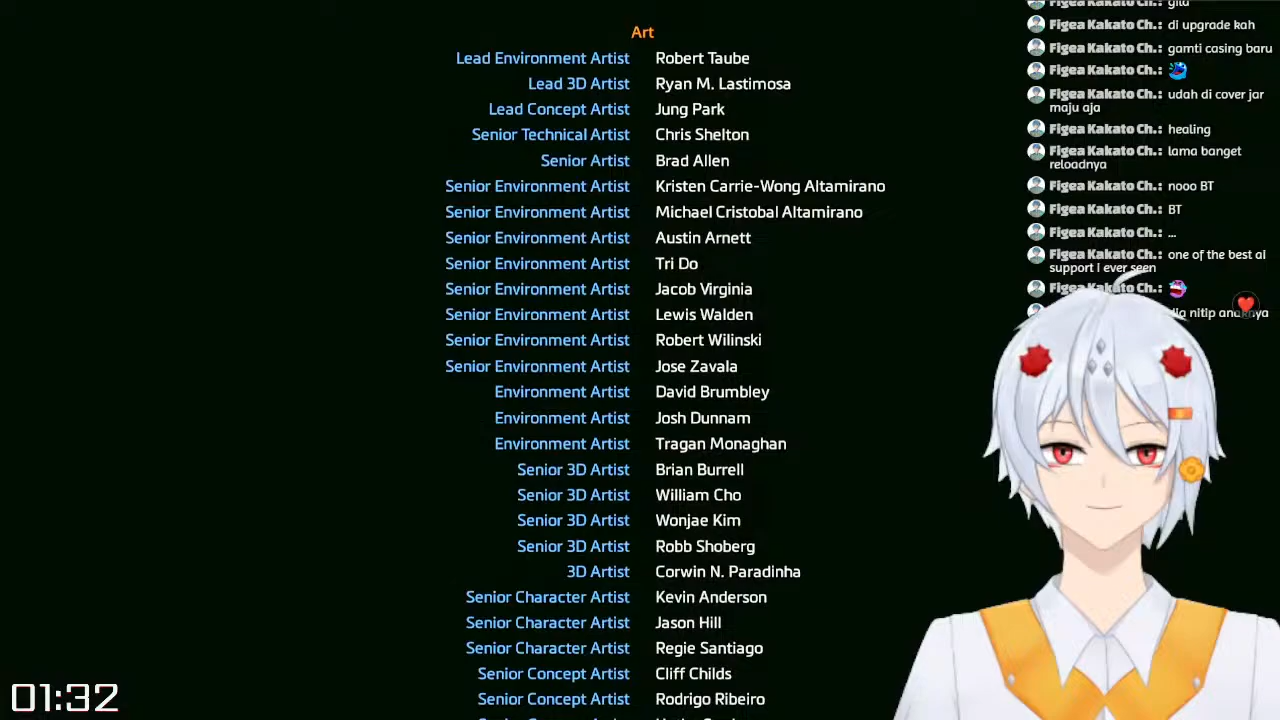 Art
Lead Environment Artist Robert Taube
Lead 3D Artist Ryan M. Lastimosa
Lead Concept Artist Jung Park
Senior Technical Artist Chris Shelton
Senior Artist Brad Allen
Senior Environment Artist Kristen Carrie-Wong Altamirano
Senior Environment Artist Michael Cristobal Altamirano
Senior Environment Artist Austin Arnett
Senior Environment Artist Tri Do
Senior Environment Artist Jacob Virginia
Senior Environment Artist Lewis Walden
Senior Environment Artist Robert Wilinski
Senior Environment Artist Jose Zavala
Environment Artist David Brumbley
Environment Artist Josh Dunnam
Environment Artist Tragan Monaghan
Senior 3D Artist Brian Burrell
Senior 3D Artist William Cho
Senior 3D Artist Wonjae Kim
Senior 3D Artist Robb Shoberg
3D Artist Corwin N. Paradinha
Senior Character Artist Kevin Anderson
Senior Character Artist Jason Hill
Senior Character Artist Regie Santiago
Senior Concept Artist Cliff Childs
Senior Concept Artist Rodrigo Ribeiro
01:32
Figea Kakato Ch.: gila
Figea Kakato Ch.: di upgrade kah
Figea Kakato Ch.: gamti casing baru
Figea Kakato Ch.:
Figea Kakato Ch.: udah di cover jar
maju aja
Figea Kakato Ch.: healing
Figea Kakato Ch.: lama banget
reloadnya
Figea Kakato Ch.: nooo BT
Figea Kakato Ch.: BT
Figea Kakato Ch.: ...
Figea Kakato Ch.: one of the best ai
support i ever seen
Figea Kakato Ch.:
nitip